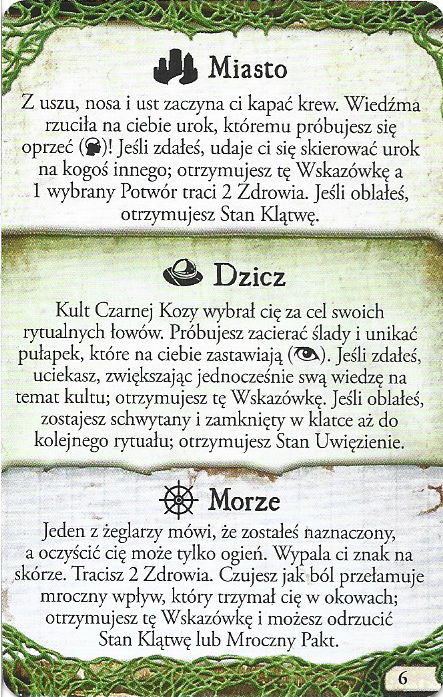 Miasto
Z uszu, nosa i ust zaczyna ci kapać krew. Wiedźma
rzuciła na ciebie urok, któremu próbujesz się
oprzeć ( )! Jeśli zdałeś, udaje ci się skierować urok
na kogoś innego; otrzymujesz tę Wskazówkę a
1 wybrany Potwór traci 2 Zdrowia. Jeśli oblałeś,
otrzymujesz Stan Klątwę.
Dzicz
Kult Czarnej Kozy wybrał cię za cel swoich
rytualnych łowów. Próbujesz zacierać ślady i unikać
pułapek, które na ciebie zastawiają ( ). Jeśli zdałeś,
uciekasz, zwiększając jednocześnie swą wiedzę na
temat kultu; otrzymujesz tę Wskazówkę. Jeśli oblałeś,
zostajesz schwytany i zamknięty w klatce aż do
kolejnego rytuału; otrzymujesz Stan Uwięzienie.
Morze
Jeden z żeglarzy mówi, że zostałeś naznaczony,
a oczyścić cię może tylko ogień. Wypala ci znak na
skórze. Tracisz 2 Zdrowia. Czujesz jak ból przełamuje
mroczny wpływ, który trzymał cię w okowach;
otrzymujesz tę Wskazówkę i możesz odrzucić
Stan Klątwę lub Mroczny Pakt.
6